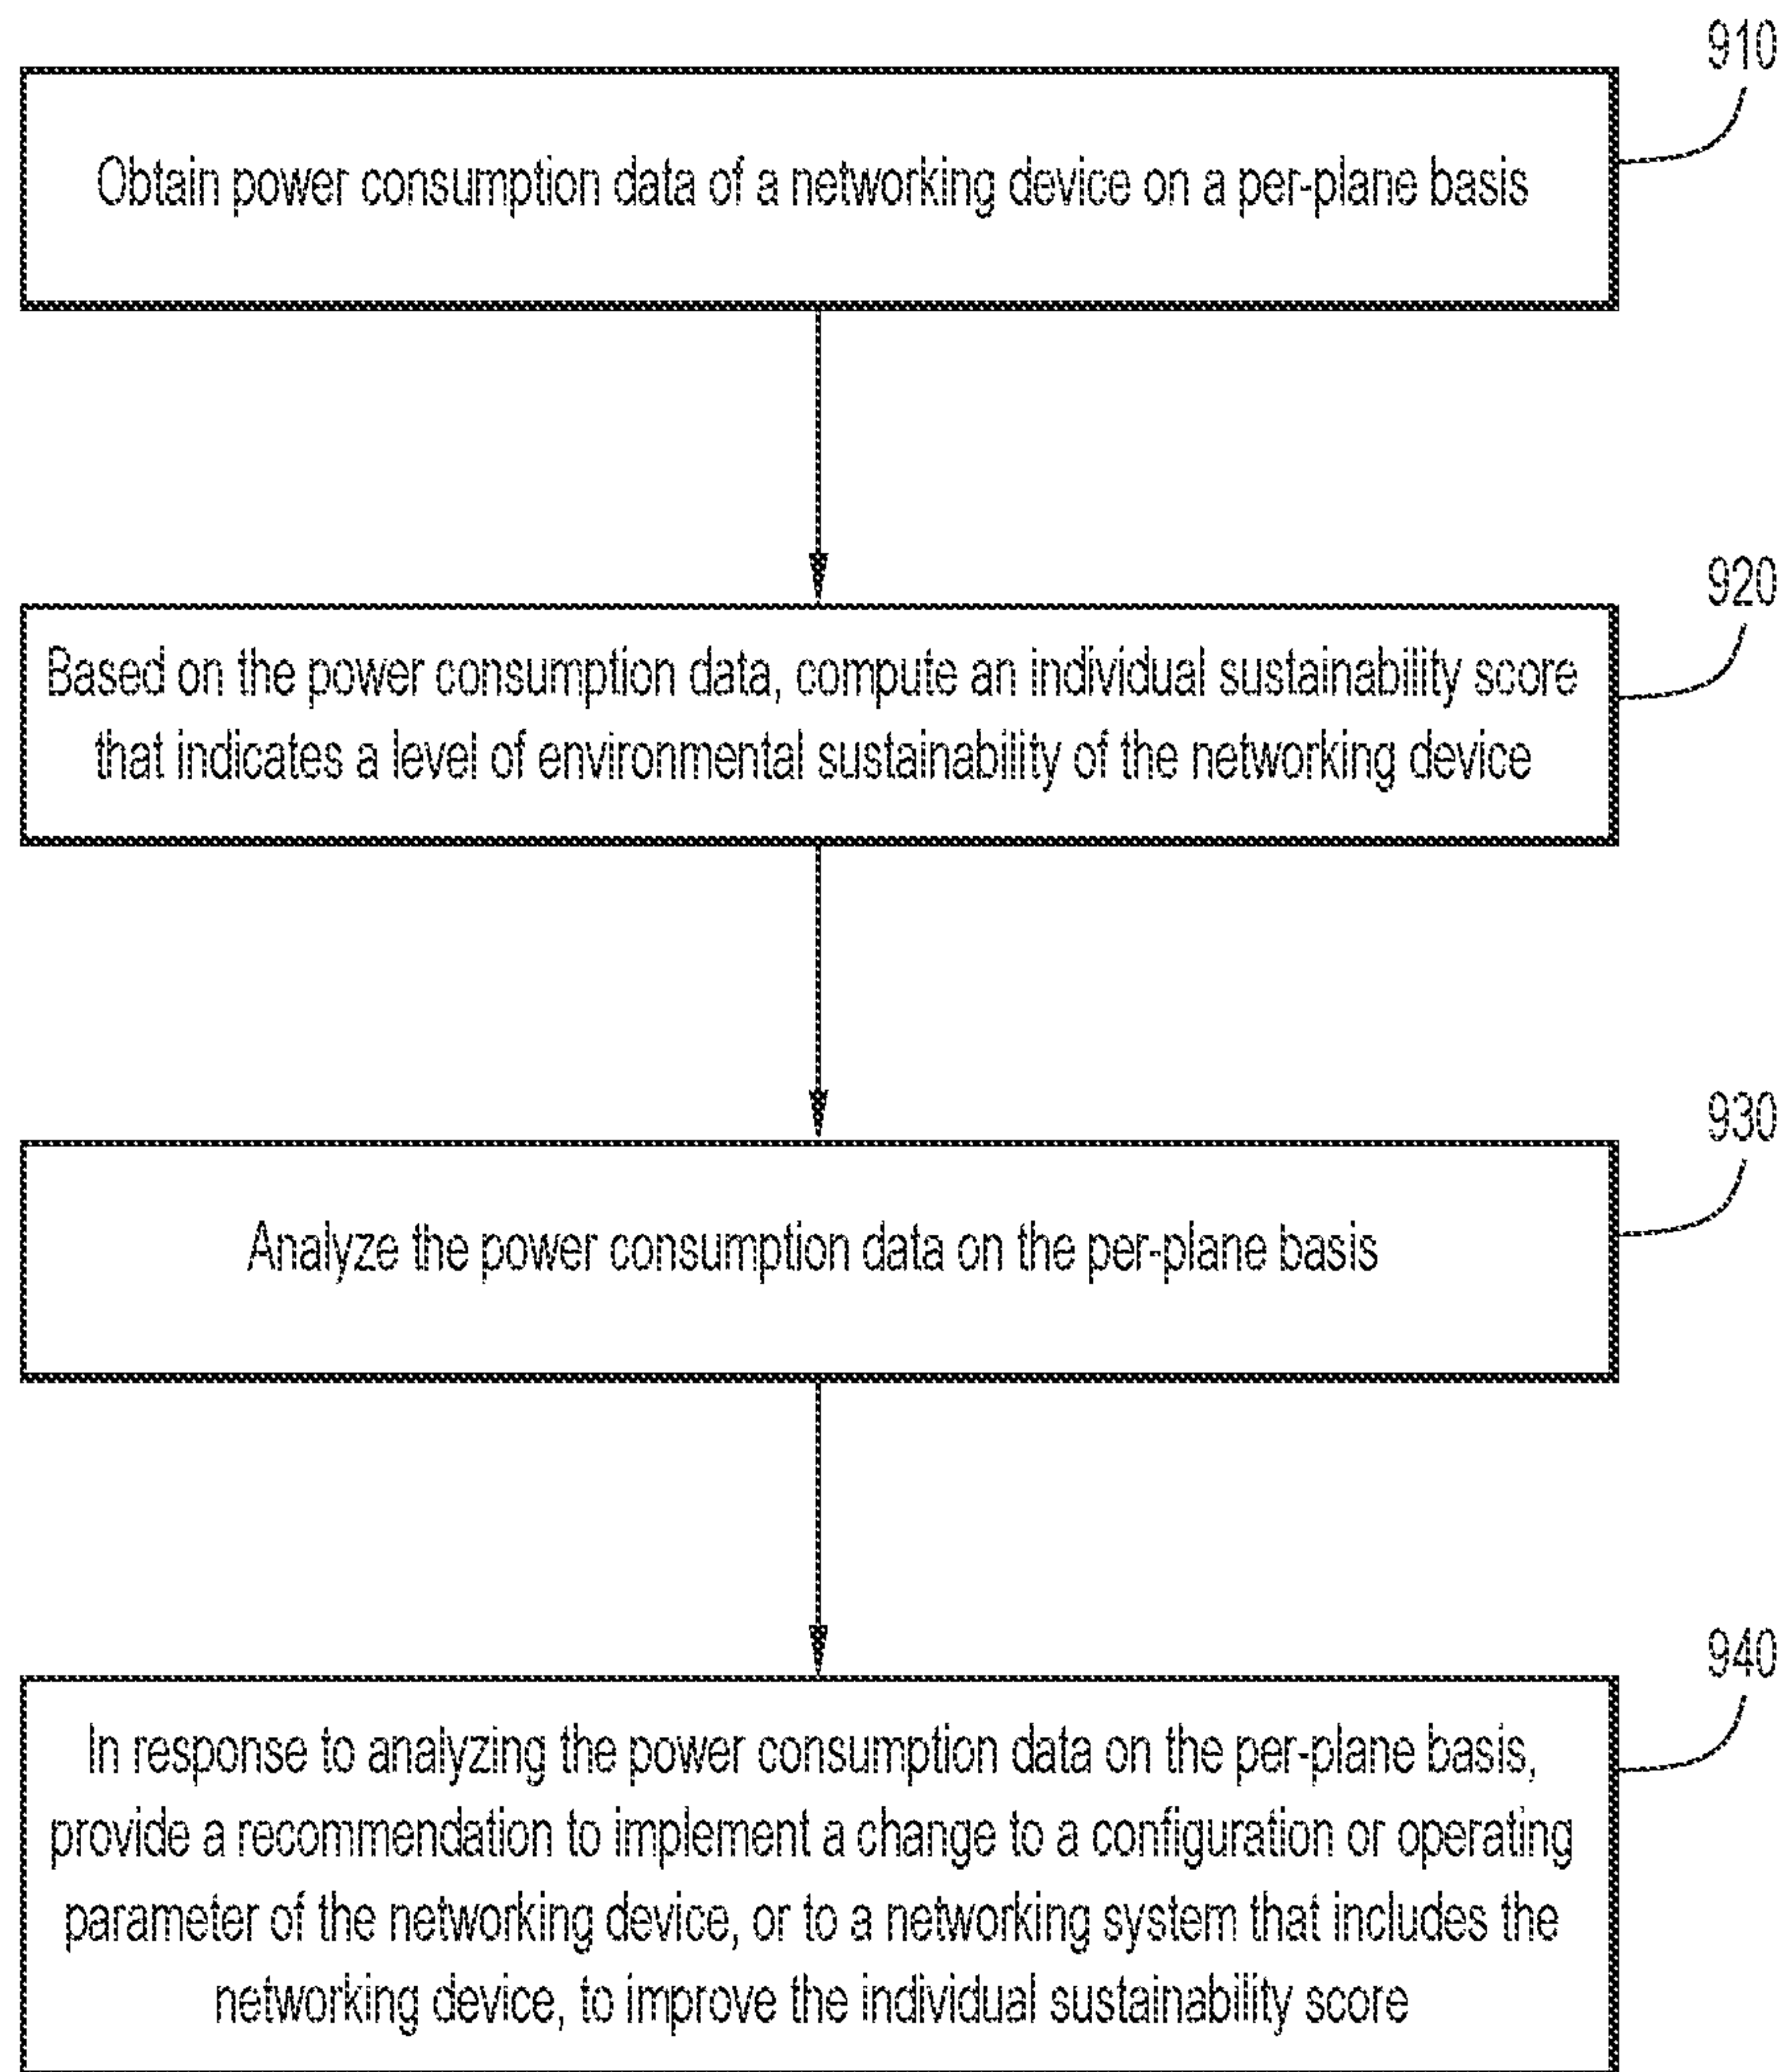 910
Obtain power consumption data of a networking device on a per-plane basis
920
Based on the power consumption data, compute an individual sustainability score
that indicates a level of environmental sustainability of the networking device
930
Analyze the power consumption data on the per-plane basis
940
In response to analyzing the power consumption data on the per-plane basis,
provide a recommendation to implement a change to a configuration or operating
parameter of the networking device, or to a networking system that includes the
networking device, to improve the individual sustainability score